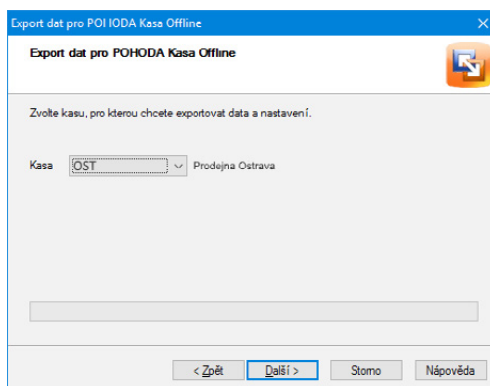 Export dat pro POHODA Kasa Offline
Export dat pro POHODA Kasa Offline
Zvolte kasu, pro kterou chcete exportovat data a nastavení.
Kasa OST Prodejna Ostrava
< Zpět Další > Storno Nápověda